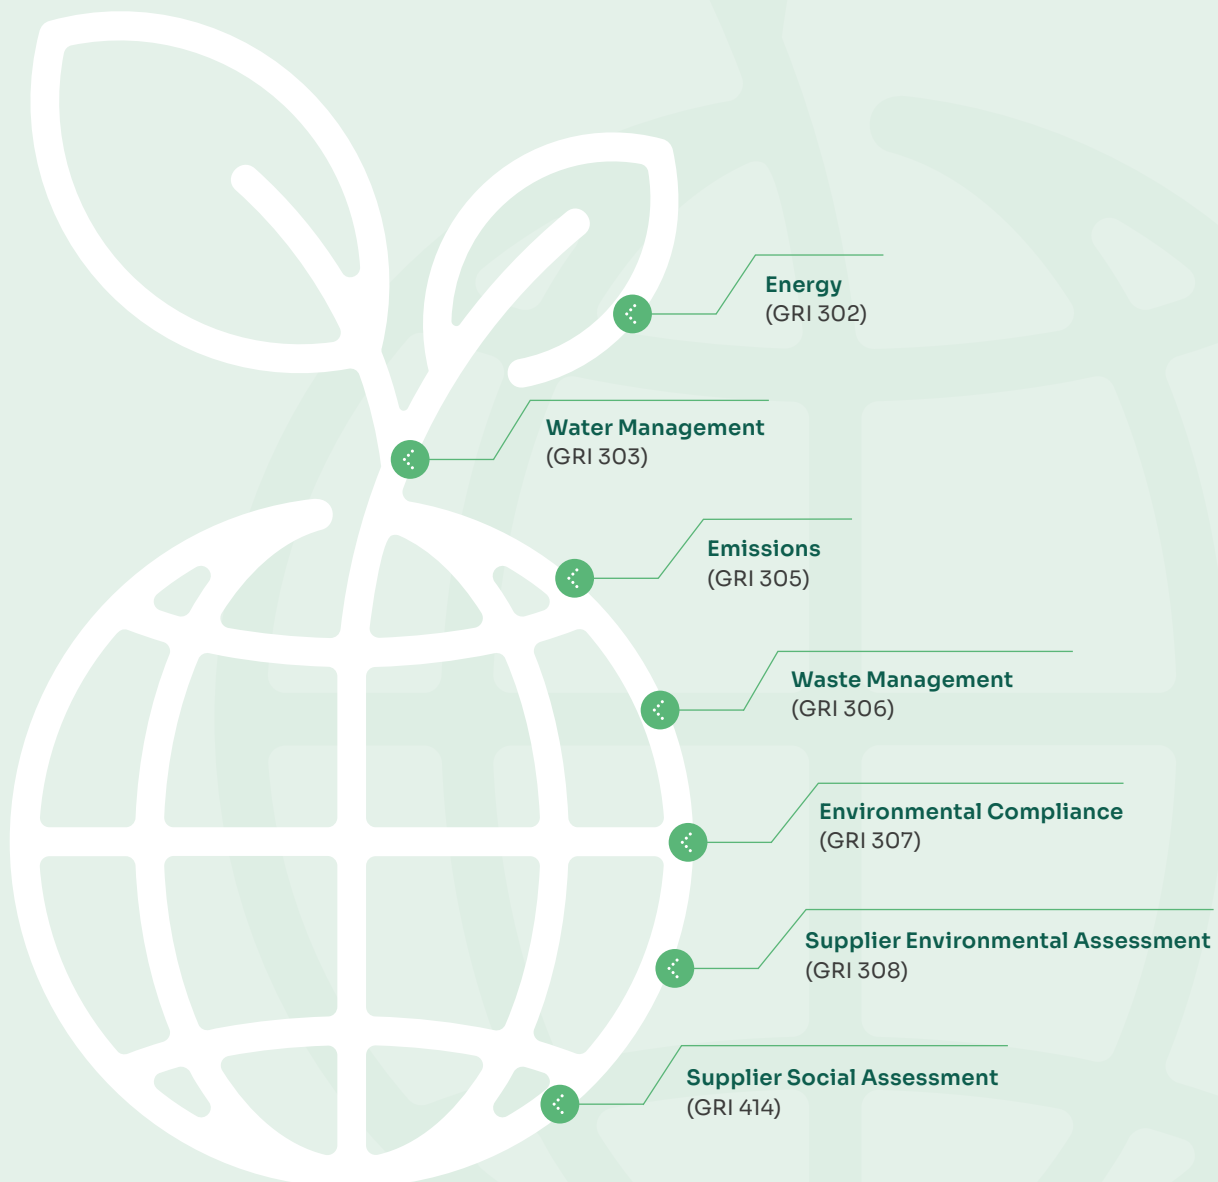 Energy
(GRI 302)
Water Management
(GRI 303)
Emissions
(GRI 305)
Waste Management
(GRI 306)
Environmental Compliance
(GRI 307)
Supplier Environmental Assessment
(GRI 308)
Supplier Social Assessment
(GRI 414)